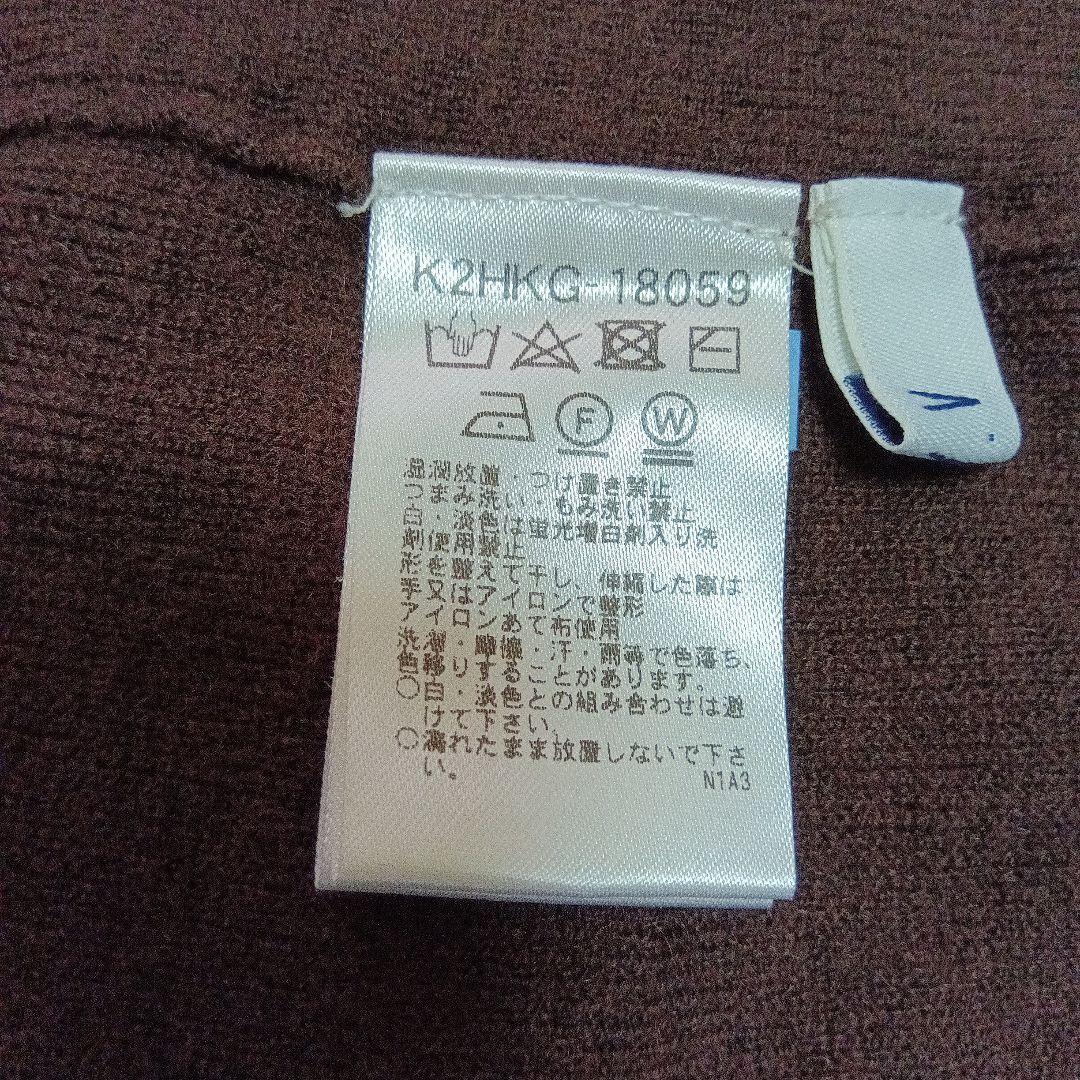 K2HKG-18059
F W
湿潤放置・つけ置き禁止
つまみ洗い・もみ洗い禁止
白・淡色は蛍光増白剤入り洗
剤使用禁止
形を整えて干し、伸縮した際は
手又はアイロンで整形
アイロンあて布使用
洗濯・摩擦・汗・雨等で色落ち、
色移りすることがあります。
○白・淡色との組み合わせは避
けて下さい。
○濡れたまま放置しないで下さ
い。
N1A3